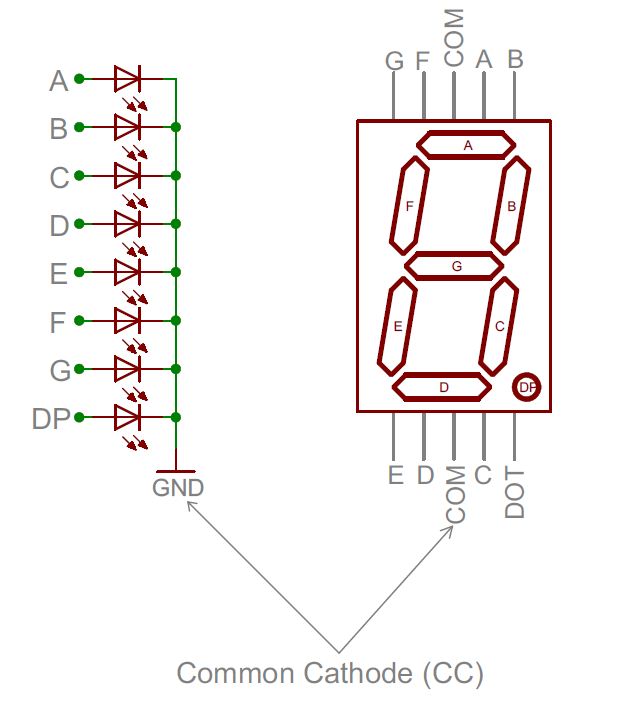 A
B
C
D
E
F
G
DP
GND
G F COM A B
A
F
B
G
E
C
D
DP
E D COM C DOT
Common Cathode (CC)